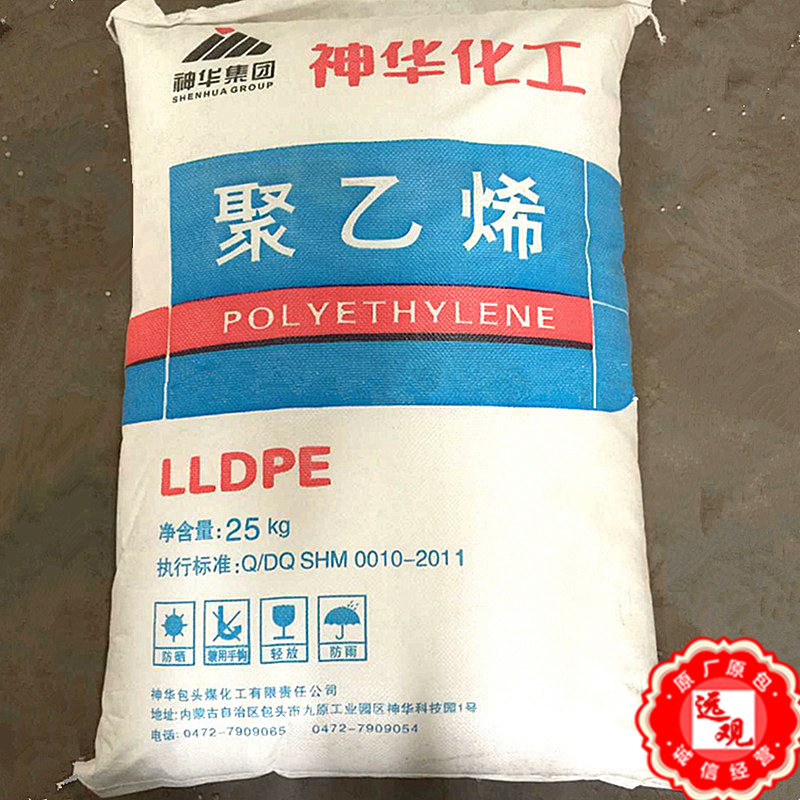 神华集团
SHENHUA GROUP
神华化工
聚乙烯
POLYETHYLENE
LLDPE
净含量:25 kg
执行标准:Q/DQ SHM 0010-2011
防晒
禁用手钩
轻放
防雨
神华包头煤化工有限责任公司
地址:内蒙古自治区包头市九原工业园区神华科技园1号
电话:0472-7909065 0472-7909054
原厂原包
远观
诚信经营